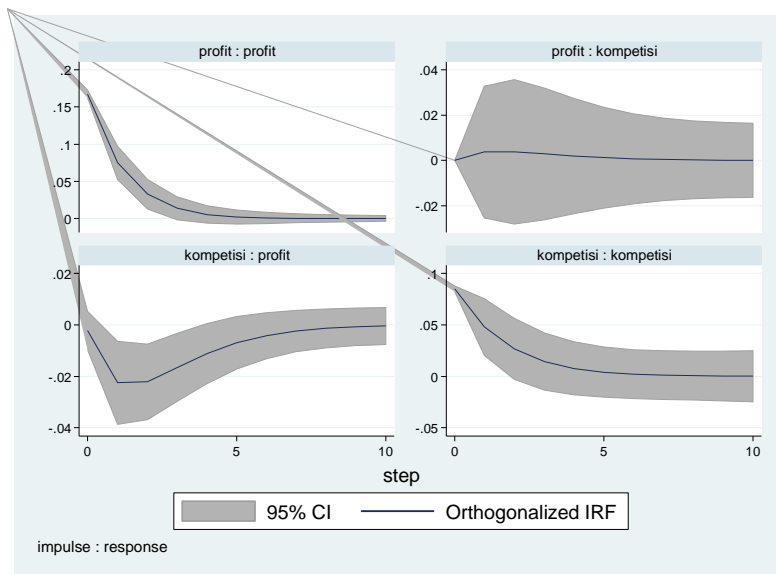 profit : profit
profit : kompetisi
.2
.15
.1
.05
0
.04
.02
0
-.02
kompetisi : profit
kompetisi : kompetisi
.02
0
-.02
-.04
.1
.05
0
-.05
0 5 10
0 5 10
step
95% CI Orthogonalized IRF
impulse : response